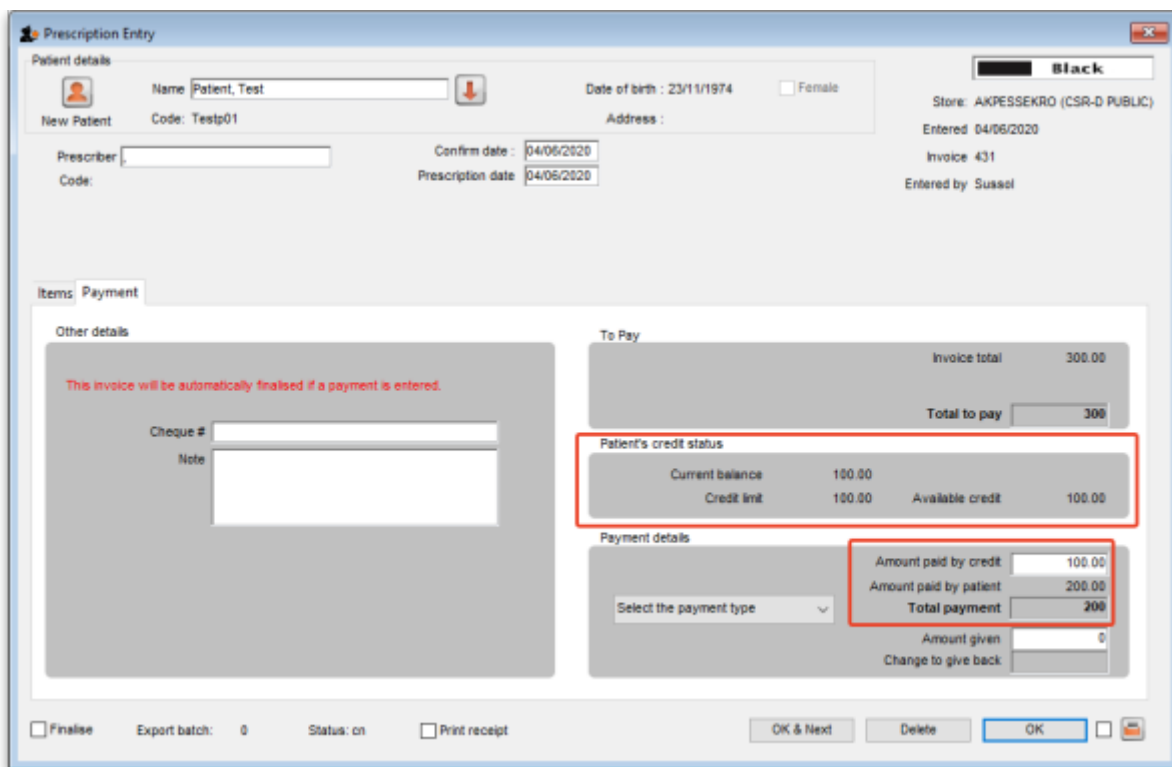 Prescription Entry
Patient details
New Patient
Name Patient, Test
Code: Testp01
Date of birth : 23/11/1974
Female
Address :
Black
Store: AKPESSEKRO (CSR-D PUBLIC)
Entered 04/06/2020
Invoice 431
Entered by Sussol
Prescriber ,
Code:
Confirm date : 04/06/2020
Prescription date 04/06/2020
Items Payment
Other details
This invoice will be automatically finalised if a payment is entered.
Cheque #
Note
To Pay
Invoice total 300.00
Total to pay 300
Patient's credit status
Current balance 100.00
Credit limit 100.00 Available credit 100.00
Payment details
Select the payment type
Amount paid by credit 100.00
Amount paid by patient 200.00
Total payment 200
Amount given 0
Change to give back
Finalise Export batch: 0 Status: cn Print receipt OK & Next Delete OK